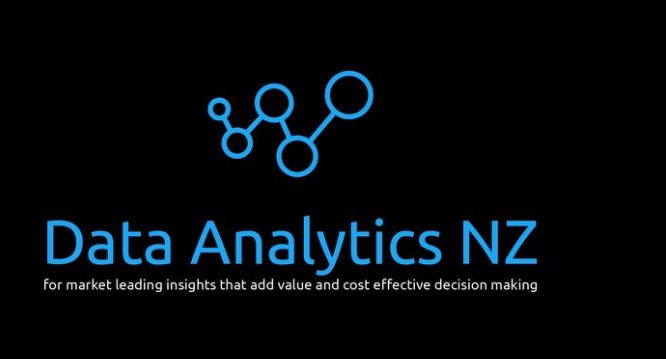 Data Analytics NZ
for market leading insights that add value and cost effective decision making